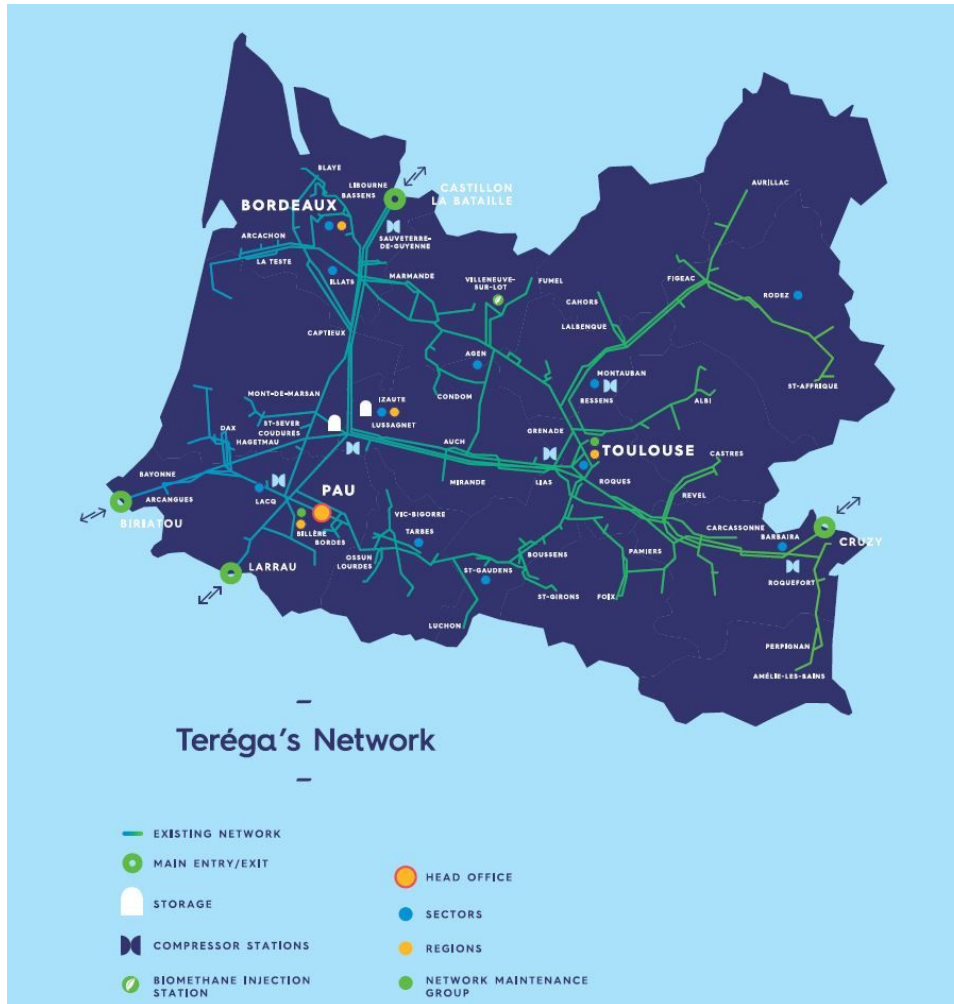 BLAYE
LIBOURNE
BASSENS
CASTILLON
LA BATAILLE
AURILLAC
BORDEAUX
ARCACHON
SAUVETERRE-
DE-GUYENNE
LA TESTE
ILLATS
MARMANDE
VILLENEUVE-
SUR-LOT
FUMEL
FIGEAC
RODEZ
CAHORS
CAPTIEUX
LALBENQUE
AGEN
MONTAUBAN
ST-AFFRIQUE
BESSENS
MONT-DE-MARSAN
IZAUTE
CONDOM
ALBI
ST-SEVER
COUDURES
LUSSAGNET
DAX
HAGETMAU
GRENADE
AUCH
TOULOUSE
CASTRES
BAYONNE
MIRANDE
LIAS
ROQUES
ARCANGUES
LACQ
PAU
REVEL
BIRIATOU
VIC-BIGORRE
CARCASSONNE
BARBAIRA
CRUZY
BILLÈRE
BORDES
TARBES
BOUSSENS
PAMIERS
LARRAU
OSSUN
LOURDES
ST-GAUDENS
ROQUEFORT
ST-GIRONS
FOIX
LUCHON
PERPIGNAN
AMÉLIE-LES-BAINS
Teréga's Network
EXISTING NETWORK
MAIN ENTRY/EXIT
STORAGE
COMPRESSOR STATIONS
BIOMETHANE INJECTION
STATION
HEAD OFFICE
SECTORS
REGIONS
NETWORK MAINTENANCE
GROUP